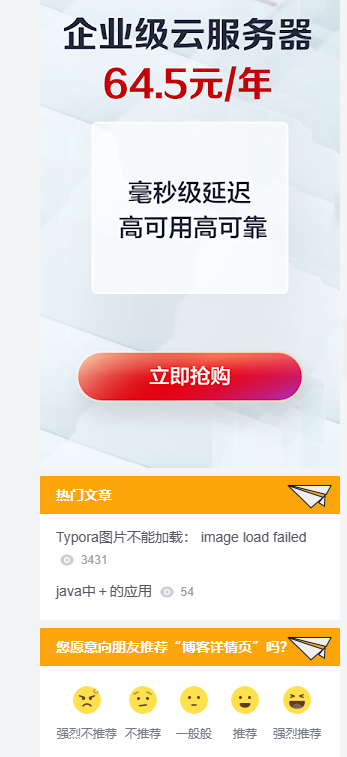 企业级云服务器
64.5元/年
毫秒级延迟
高可用高可靠
立即抢购
热门文章
Typora图片不能加载： image load failed
3431
java中 + 的应用 54
您愿意向朋友推荐“博客详情页”吗？
强烈不推荐 不推荐 一般般 推荐 强烈推荐